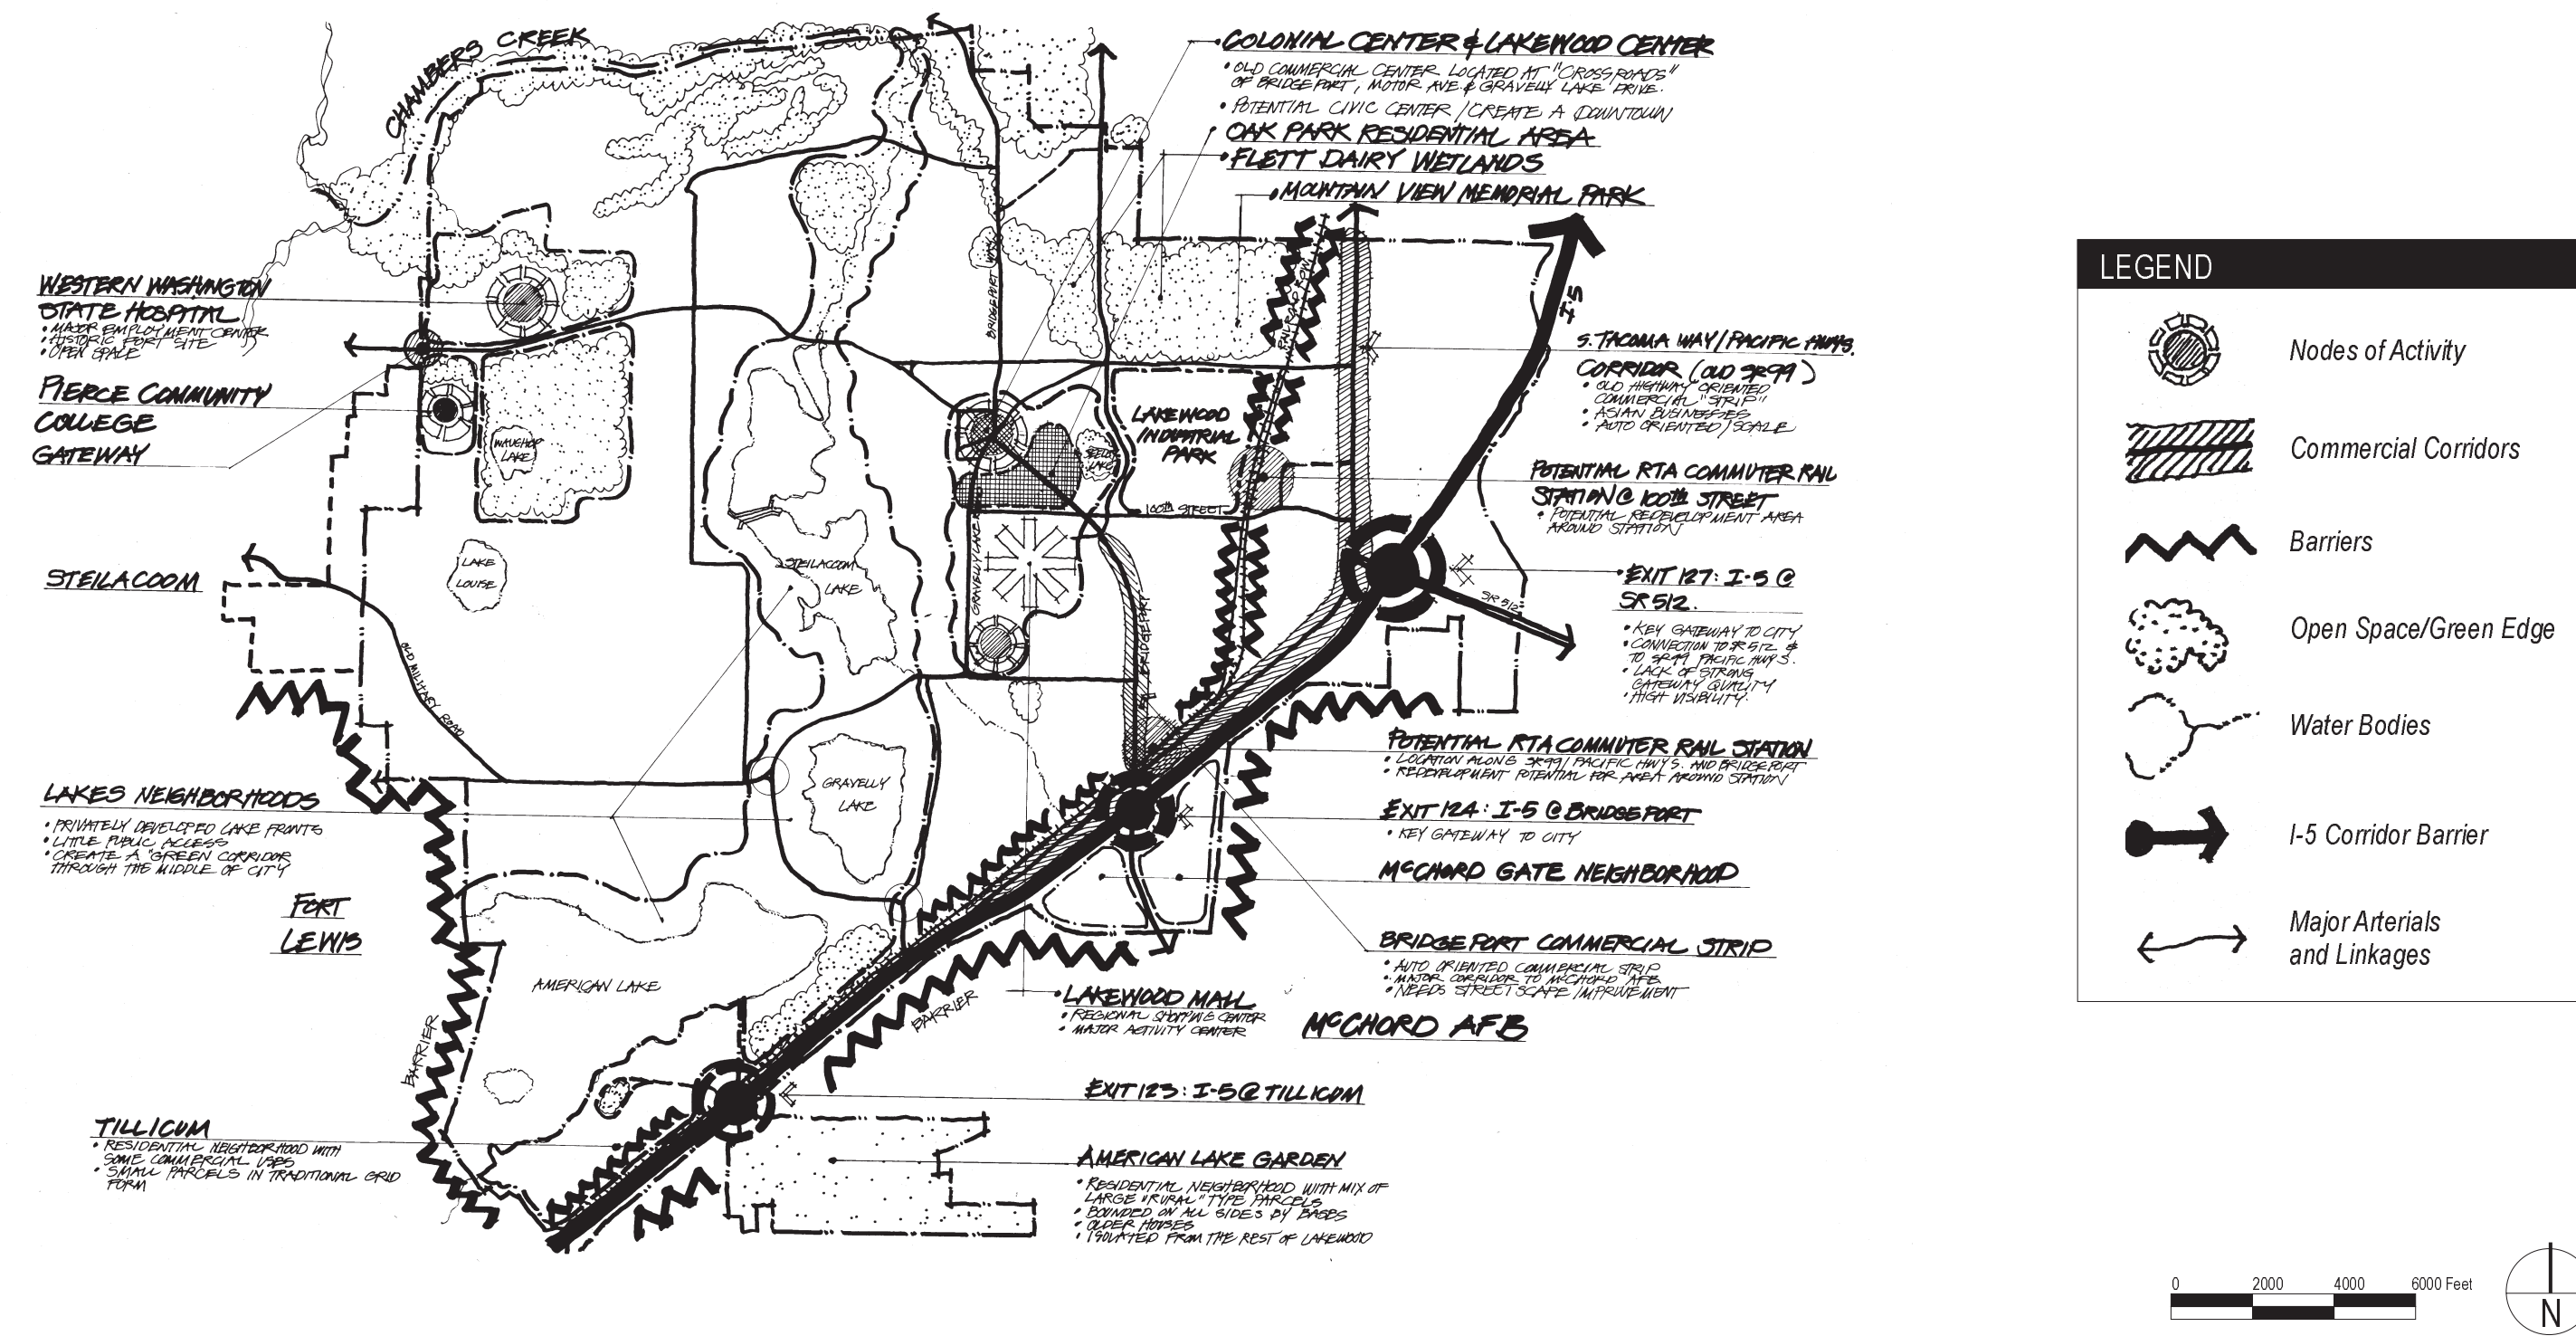 CHAMBERS CREEK
COLONIAL CENTER & LAKEWOOD CENTER
• OLD COMMERCIAL CENTER LOCATED AT "CROSSROADS"
OF BRIDGEPORT, MOTOR AVE. & GRAVELLY LAKE DRIVE.
• POTENTIAL CIVIC CENTER / CREATE A DOWNTOWN
• OAK PARK RESIDENTIAL AREA
• FLETT DAIRY WETLANDS
• MOUNTAIN VIEW MEMORIAL PARK
WESTERN WASHINGTON
STATE HOSPITAL
• MAJOR EMPLOYMENT CENTER
• HISTORIC FORT SITE
• OPEN SPACE
PIERCE COMMUNITY
COLLEGE
GATEWAY
WAUGHOP
LAKE
BRIDGEPORT WAY
RAILROAD
I-5
S. TACOMA WAY/PACIFIC HWY S.
CORRIDOR (OLD SR99)
• OLD HIGHWAY ORIENTED
COMMERCIAL "STRIP"
• ASIAN BUSINESSES
• AUTO ORIENTED/SCALE
LAKEWOOD
INDUSTRIAL
PARK
SEELEY
LAKE
100TH STREET
POTENTIAL RTA COMMUTER RAIL
STATION @ 100TH STREET
• POTENTIAL REDEVELOPMENT AREA
AROUND STATION
STEILACOOM
LAKE
LOUISE
STEILACOOM
LAKE
GRAVELLY LAKE
BRIDGEPORT
OLD MILITARY ROAD
SR 512
• EXIT 127: I-5 @
SR 512.
• KEY GATEWAY TO CITY
• CONNECTION TO SR 512 &
TO SR99 PACIFIC HWY S.
• LACK OF STRONG
GATEWAY QUALITY
• HIGH VISIBILITY.
POTENTIAL RTA COMMUTER RAIL STATION
• LOCATION ALONG SR99/ PACIFIC HWY S. AND BRIDGEPORT
• REDEVELOPMENT POTENTIAL FOR AREA AROUND STATION
LAKES NEIGHBORHOODS
• PRIVATELY DEVELOPED LAKE FRONTS
• LITTLE PUBLIC ACCESS
• CREATE A "GREEN CORRIDOR
THROUGH THE MIDDLE OF CITY
GRAVELLY
LAKE
EXIT 124: I-5 @ BRIDGEPORT
• KEY GATEWAY TO CITY
MCCHORD GATE NEIGHBORHOOD
FORT
LEWIS
BRIDGEPORT COMMERCIAL STRIP
• AUTO ORIENTED COMMERCIAL STRIP
• MAJOR CORRIDOR TO MCCHORD AFB
• NEEDS STREETSCAPE IMPROVEMENT
AMERICAN LAKE
BARRIER
BARRIER
• LAKEWOOD MALL
• REGIONAL SHOPPING CENTER
• MAJOR ACTIVITY CENTER
MCCHORD AFB
EXIT 123: I-5 @ TILLICUM
TILLICUM
• RESIDENTIAL NEIGHBORHOOD WITH
SOME COMMERCIAL USES
• SMALL PARCELS IN TRADITIONAL GRID
FORM
AMERICAN LAKE GARDEN
• RESIDENTIAL NEIGHBORHOOD WITH MIX OF
LARGE "RURAL" TYPE PARCELS
• BOUNDED ON ALL SIDES BY BASES
• OLDER HOUSES
• ISOLATED FROM THE REST OF LAKEWOOD
LEGEND
Nodes of Activity
Commercial Corridors
Barriers
Open Space/Green Edge
Water Bodies
I-5 Corridor Barrier
Major Arterials
and Linkages
0 2000 4000 6000 Feet
N